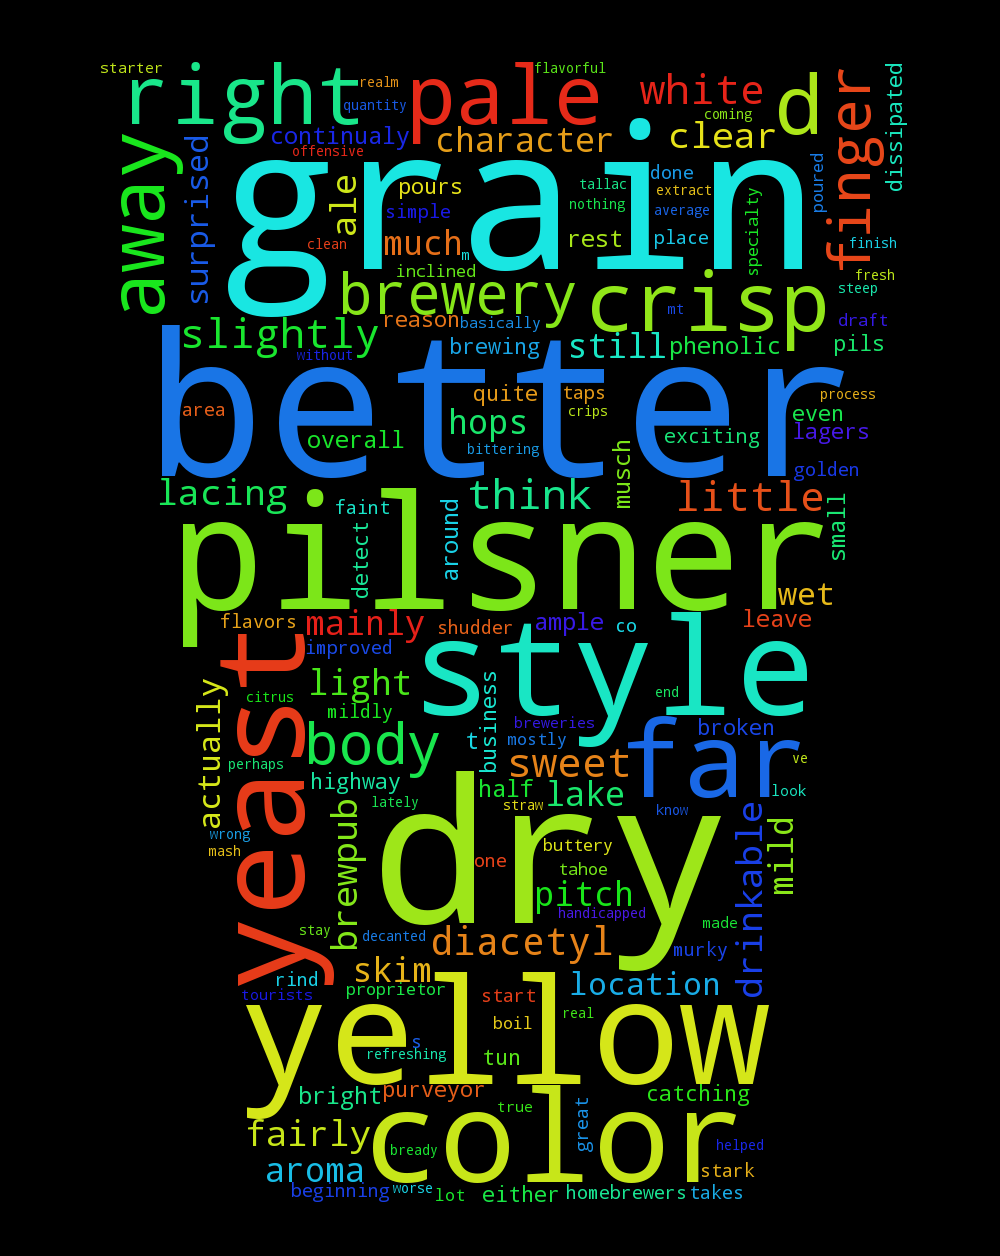 starter
right
realm
quantity
pale
flavorful
white
d
dissipated
continualy
offensive
character
coming
clear
finger
away
surprised
grain
ale
pours
simple
clean
much
m
inclined
tallac
nothing
rest
done
extract
average
place
specialty
poured
finish
fresh
steep
brewery
crisp
mt
draft
slightly
reason
basically
without
brewing
still
phenolic
pils
better
area
quite
taps
crips
process
hops
even
lagers
overall
bittering
exciting
golden
musch
lacing
faint
think
little
small
around
detect
pilsner
wet
flavors
mainly
shudder
ample
co
leave
improved
style
yeast
light
citrus
actually
mildly
end
business
breweries
broken
body
t
mostly
far
ve
perhaps
sweet
highway
half
lake
look
lately
straw
know
wrong
mash
brewpub
dry
one
buttery
tahoe
pitch
drinkable
mild
handicapped
stay
decanted
made
diacetyl
murky
skim
rind
location
proprietor
tourists
start
yellow
boil
real
s
refreshing
tun
bright
purveyor
catching
true
great
color
fairly
bready
helped
aroma
stark
beginning
worse
lot
either
homebrewers
takes